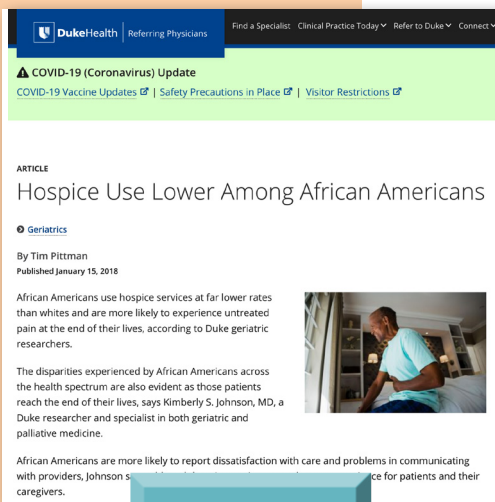 DukeHealth | Referring Physicians
Find a Specialist Clinical Practice Today Refer to Duke Connect
COVID-19 (Coronavirus) Update
COVID-19 Vaccine Updates | Safety Precautions in Place | Visitor Restrictions
ARTICLE
Hospice Use Lower Among African Americans
Geriatrics
By Tim Pittman
Published January 15, 2018
African Americans use hospice services at far lower rates
than whites and are more likely to experience untreated
pain at the end of their lives, according to Duke geriatric
researchers.
The disparities experienced by African Americans across
the health spectrum are also evident as those patients
reach the end of their lives, says Kimberly S. Johnson, MD, a
Duke researcher and specialist in both geriatric and
palliative medicine.
African Americans are more likely to report dissatisfaction with care and problems in communicating
with providers, Johnson for patients and their
caregivers.